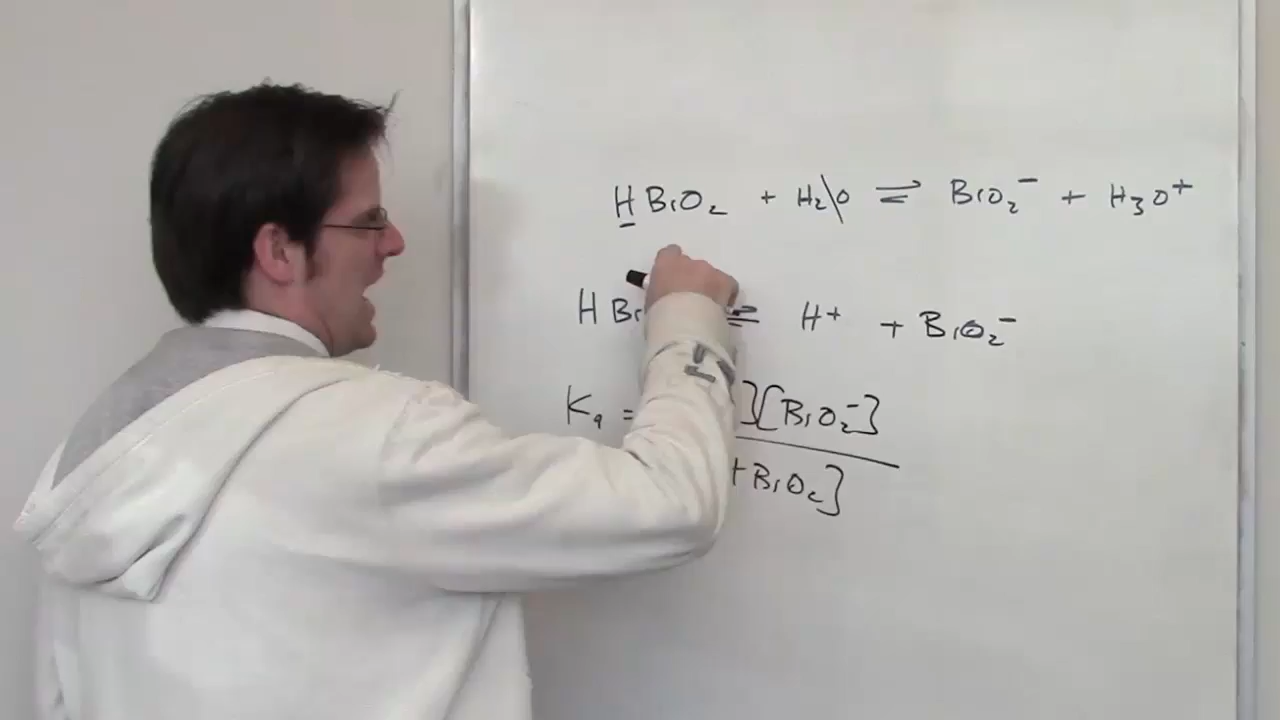 HBrO₂ + H₂O ⇌ BrO₂⁻ + H₃O⁺
HBr ⇌ H⁺ + BrO₂⁻
Kₐ = ][BrO₂⁻]
BrO₂]